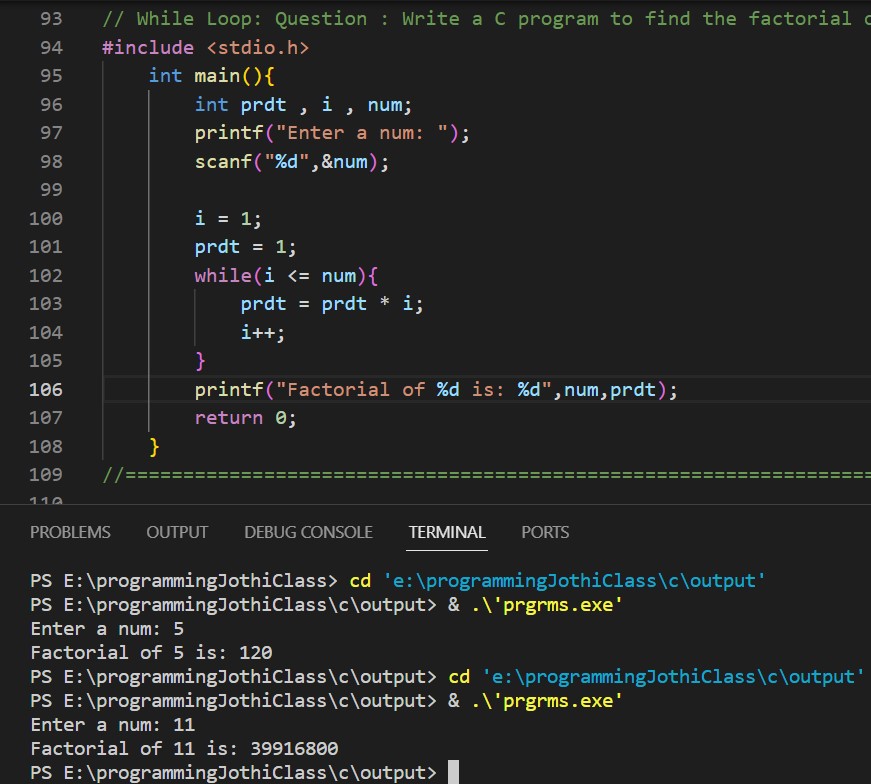 93 // While Loop: Question : Write a C program to find the factorial
94 #include <stdio.h>
95 int main(){
96 int prdt , i , num;
97 printf("Enter a num: ");
98 scanf("%d",&num);
99
100 i = 1;
101 prdt = 1;
102 while(i <= num){
103 prdt = prdt * i;
104 i++;
105 }
106 printf("Factorial of %d is: %d",num,prdt);
107 return 0;
108 }
109 //===================================================================
110
PROBLEMS OUTPUT DEBUG CONSOLE TERMINAL PORTS
PS E:\programmingJothiClass> cd 'e:\programmingJothiClass\c\output'
PS E:\programmingJothiClass\c\output> & .\'prgrms.exe'
Enter a num: 5
Factorial of 5 is: 120
PS E:\programmingJothiClass\c\output> cd 'e:\programmingJothiClass\c\output'
PS E:\programmingJothiClass\c\output> & .\'prgrms.exe'
Enter a num: 11
Factorial of 11 is: 39916800
PS E:\programmingJothiClass\c\output>